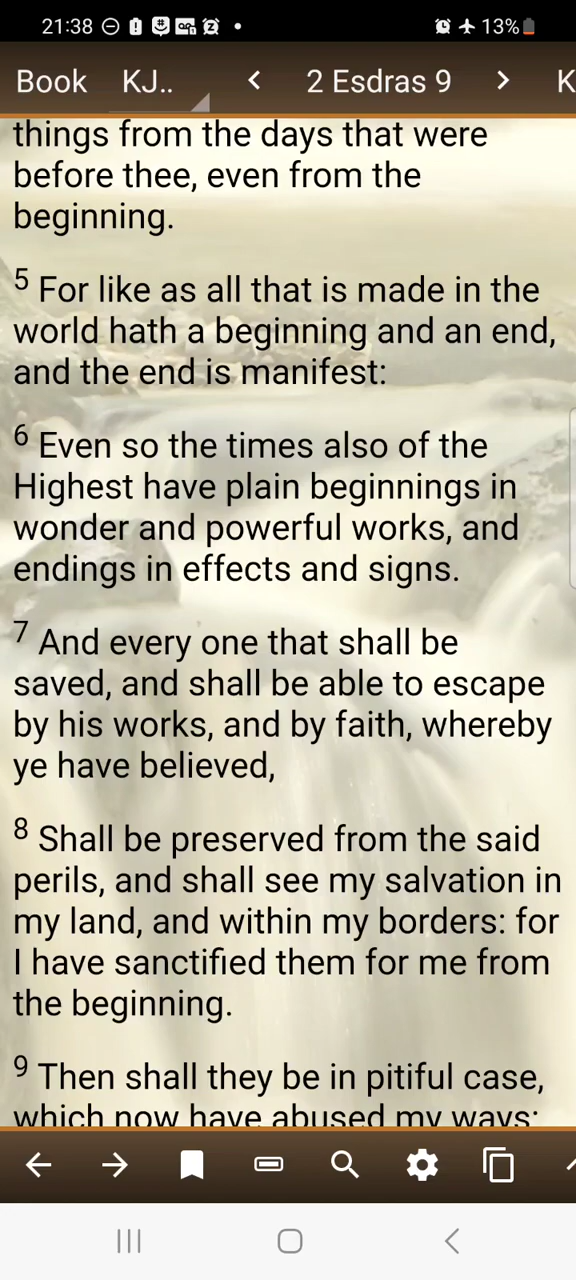 21:38 13%
Book KJ.. 2 Esdras 9 K
things from the days that were
before thee, even from the
beginning.
5 For like as all that is made in the
world hath a beginning and an end,
and the end is manifest:
6 Even so the times also of the
Highest have plain beginnings in
wonder and powerful works, and
endings in effects and signs.
7 And every one that shall be
saved, and shall be able to escape
by his works, and by faith, whereby
ye have believed,
8 Shall be preserved from the said
perils, and shall see my salvation in
my land, and within my borders: for
I have sanctified them for me from
the beginning.
9 Then shall they be in pitiful case,
which now have abused my ways: